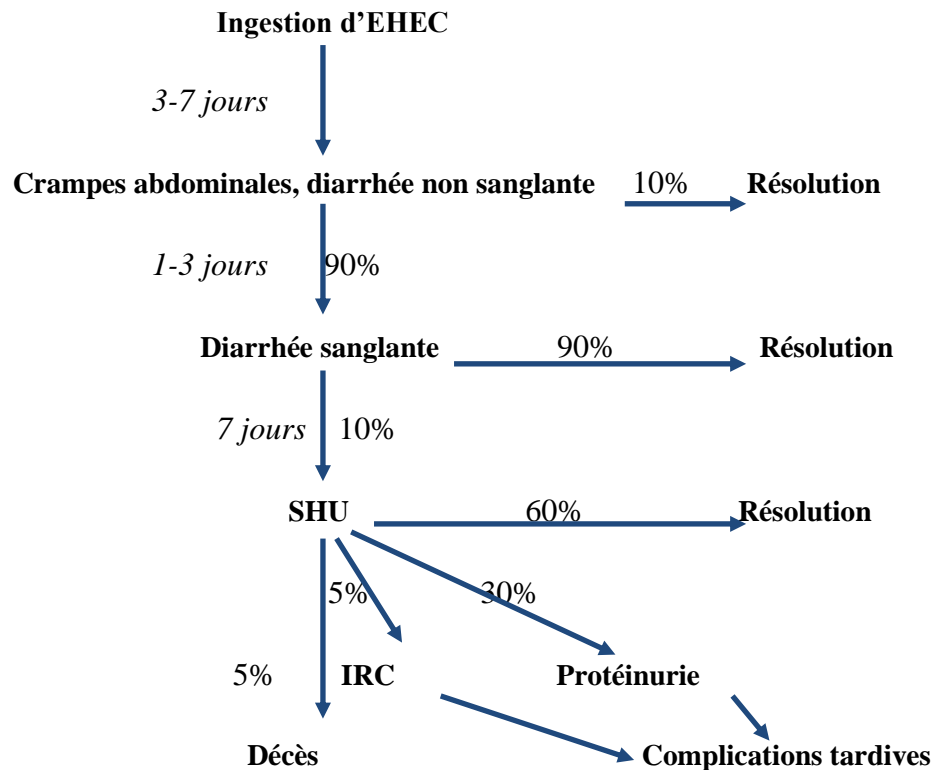 Ingestion d’EHEC
3-7 jours
Crampes abdominales, diarrhée non sanglante 10% Résolution
1-3 jours 90%
Diarrhée sanglante 90% Résolution
7 jours 10%
SHU 60% Résolution
5% 30%
5% IRC Protéinurie
Décès Complications tardives